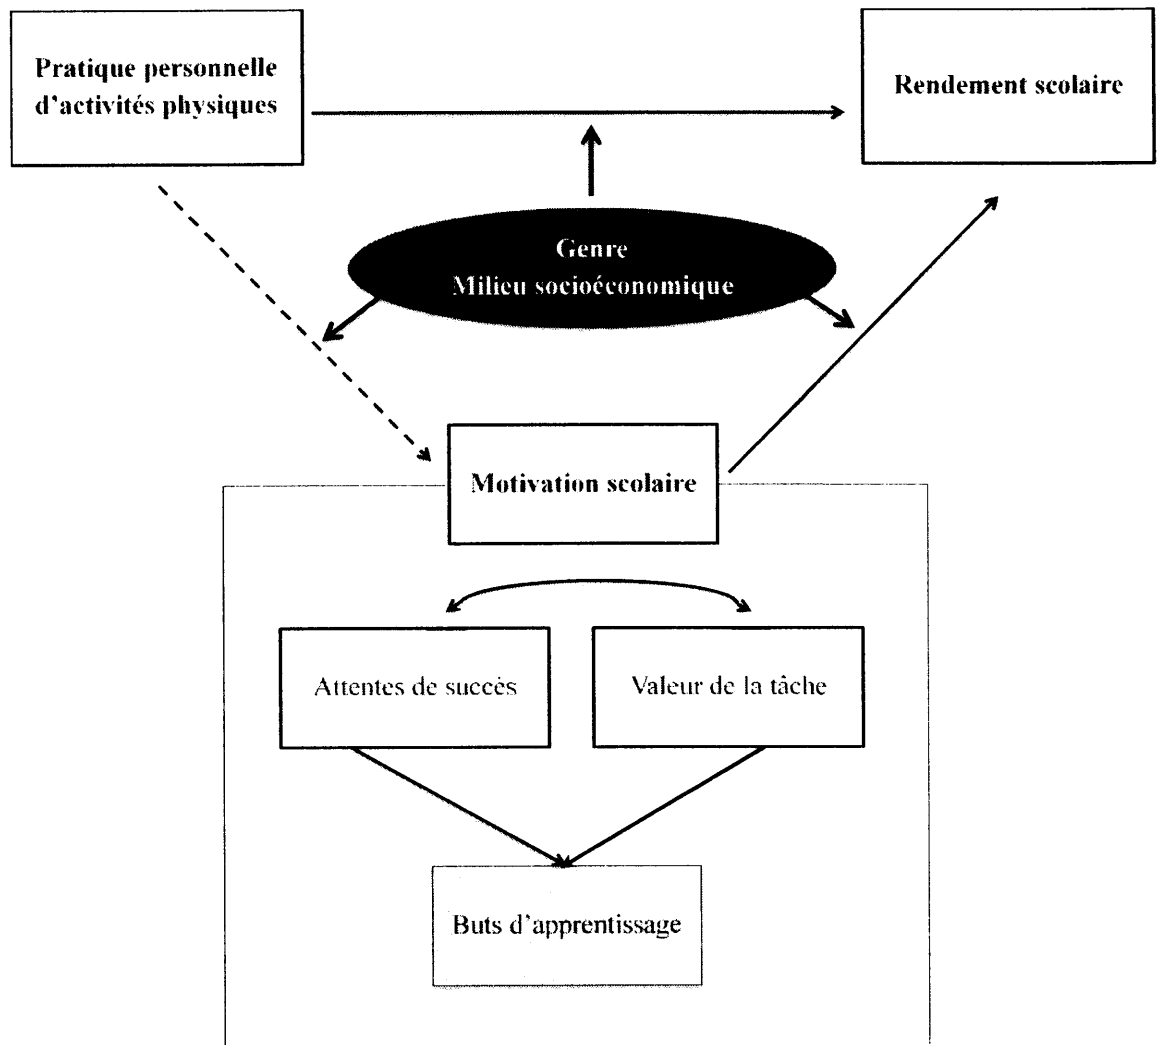 Pratique personnelle
d'activités physiques
Rendement scolaire
Genre
Milieu socioéconomique
Motivation scolaire
Attentes de succès
Valeur de la tâche
Buts d'apprentissage